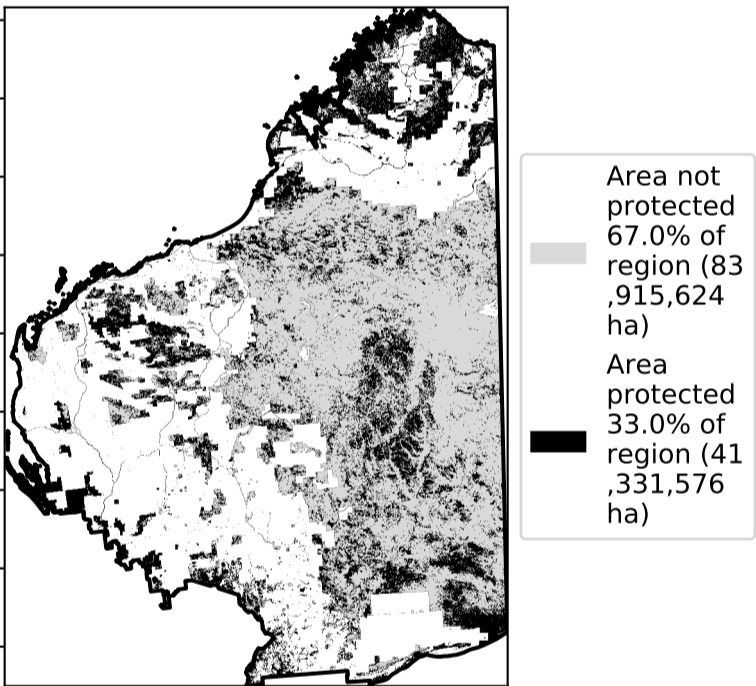 Area not
protected
67.0% of
region (83
,915,624
ha)
Area
protected
33.0% of
region (41
,331,576
ha)